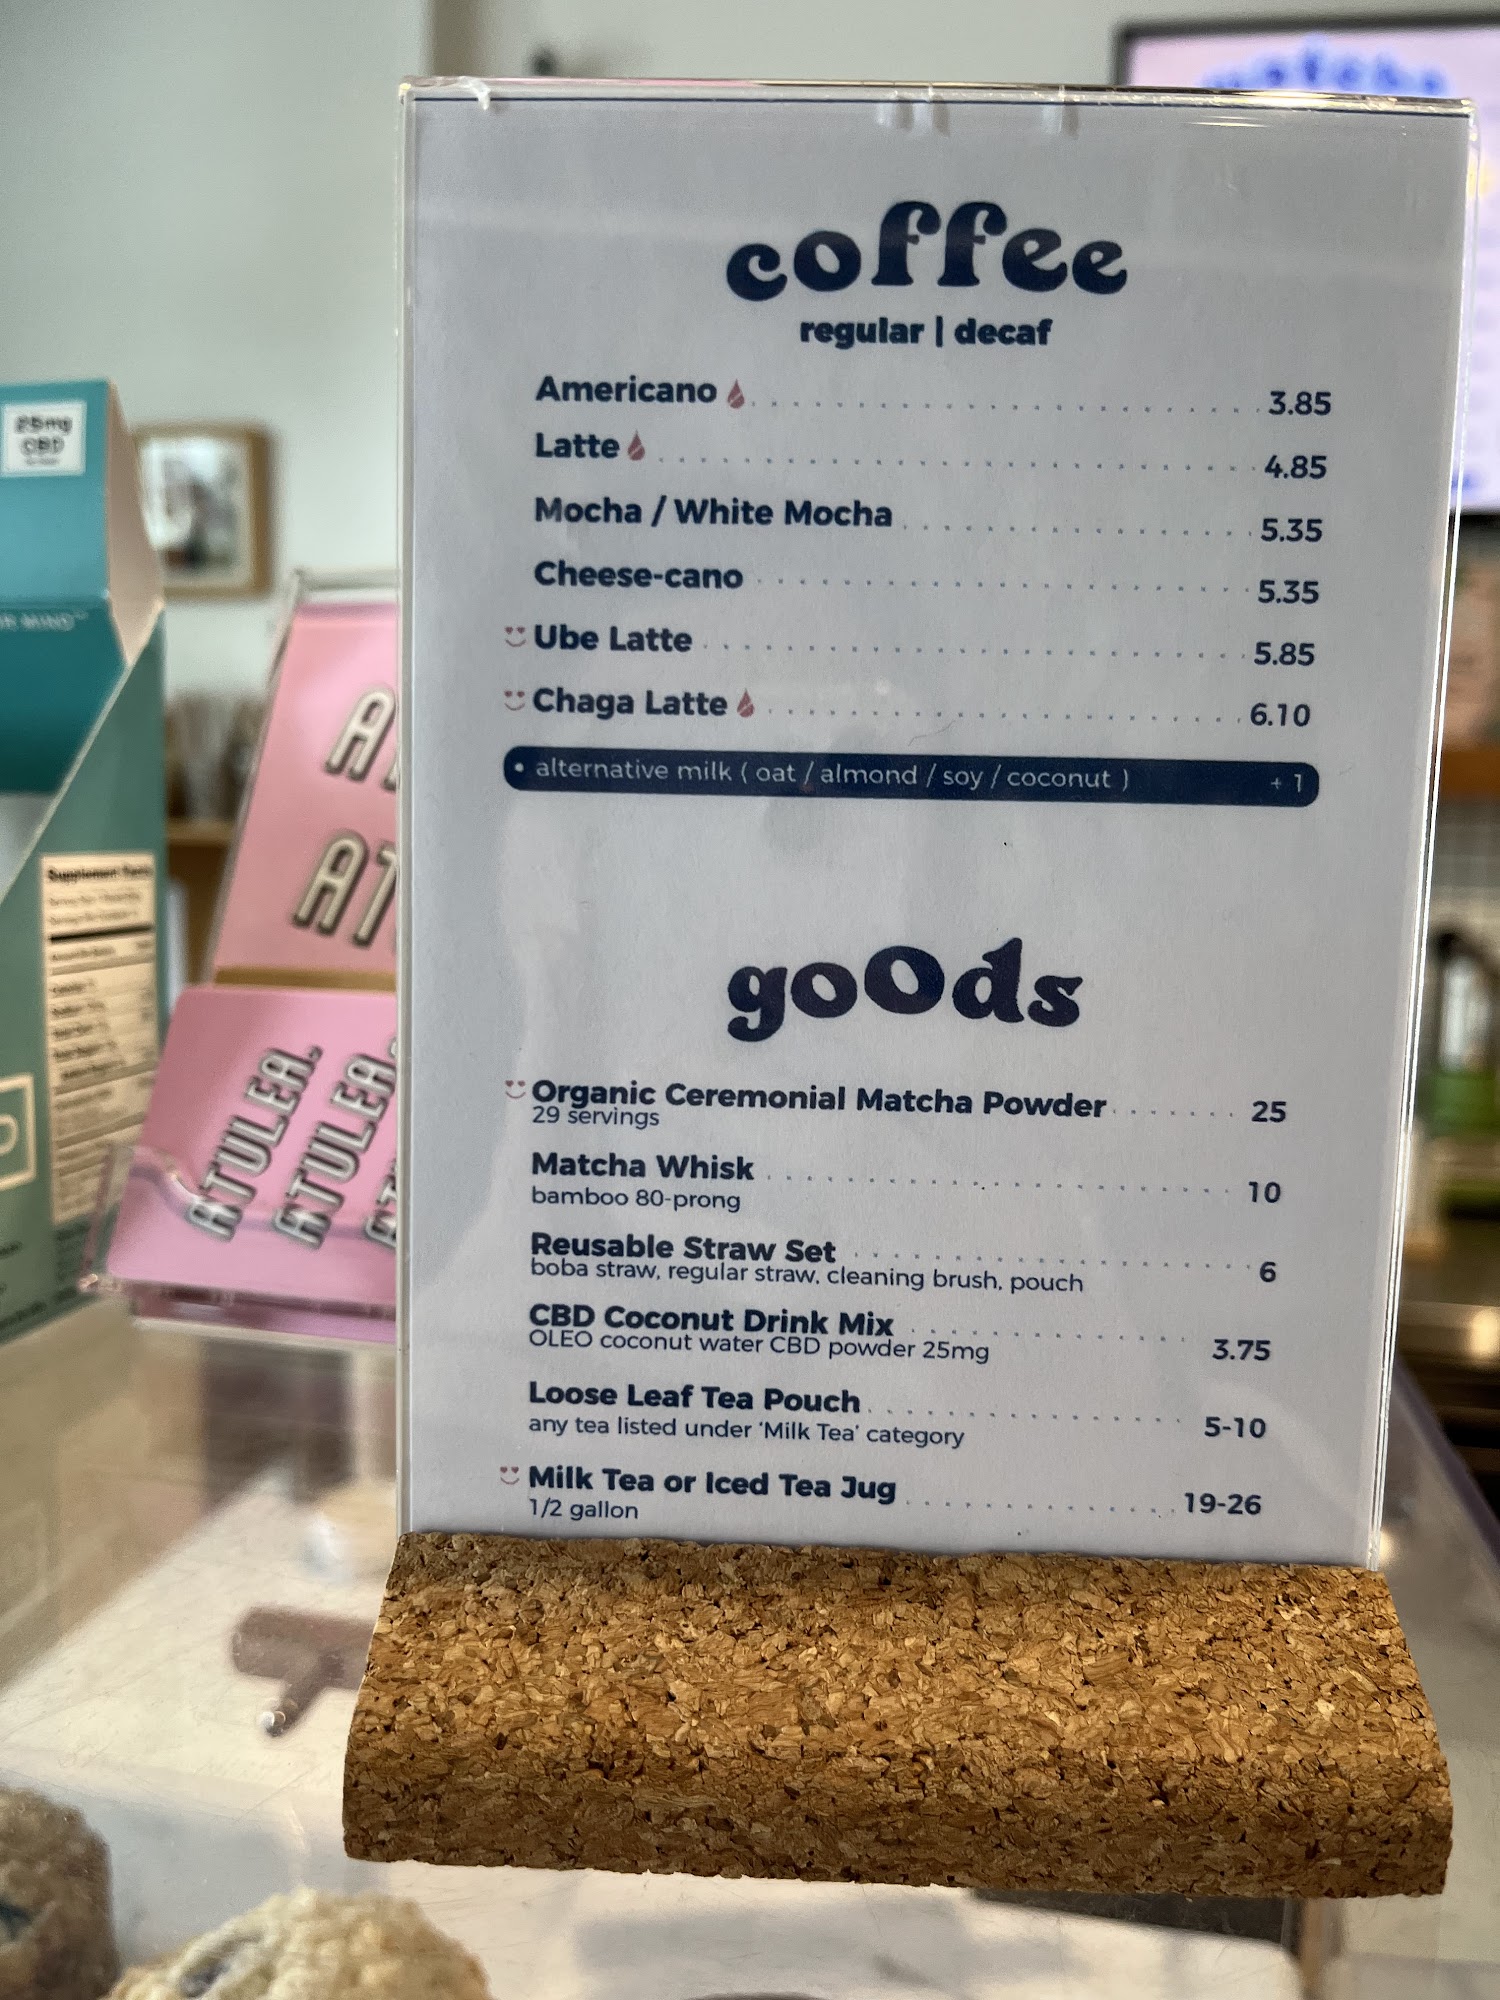 coffee
regular | decaf
Americano 3.85
Latte 4.85
Mocha / White Mocha 5.35
Cheese-cano 5.35
Ube Latte 5.85
Chaga Latte 6.10
• alternative milk ( oat / almond / soy / coconut ) + 1
goods
Organic Ceremonial Matcha Powder 25
29 servings
Matcha Whisk 10
bamboo 80-prong
Reusable Straw Set 6
boba straw, regular straw, cleaning brush, pouch
CBD Coconut Drink Mix 3.75
OLEO coconut water CBD powder 25mg
Loose Leaf Tea Pouch 5-10
any tea listed under ‘Milk Tea’ category
Milk Tea or Iced Tea Jug 19-26
1/2 gallon
25mg
CBD
MIND™
Supplement Facts
ATULEA.
ATULEA.
matcha